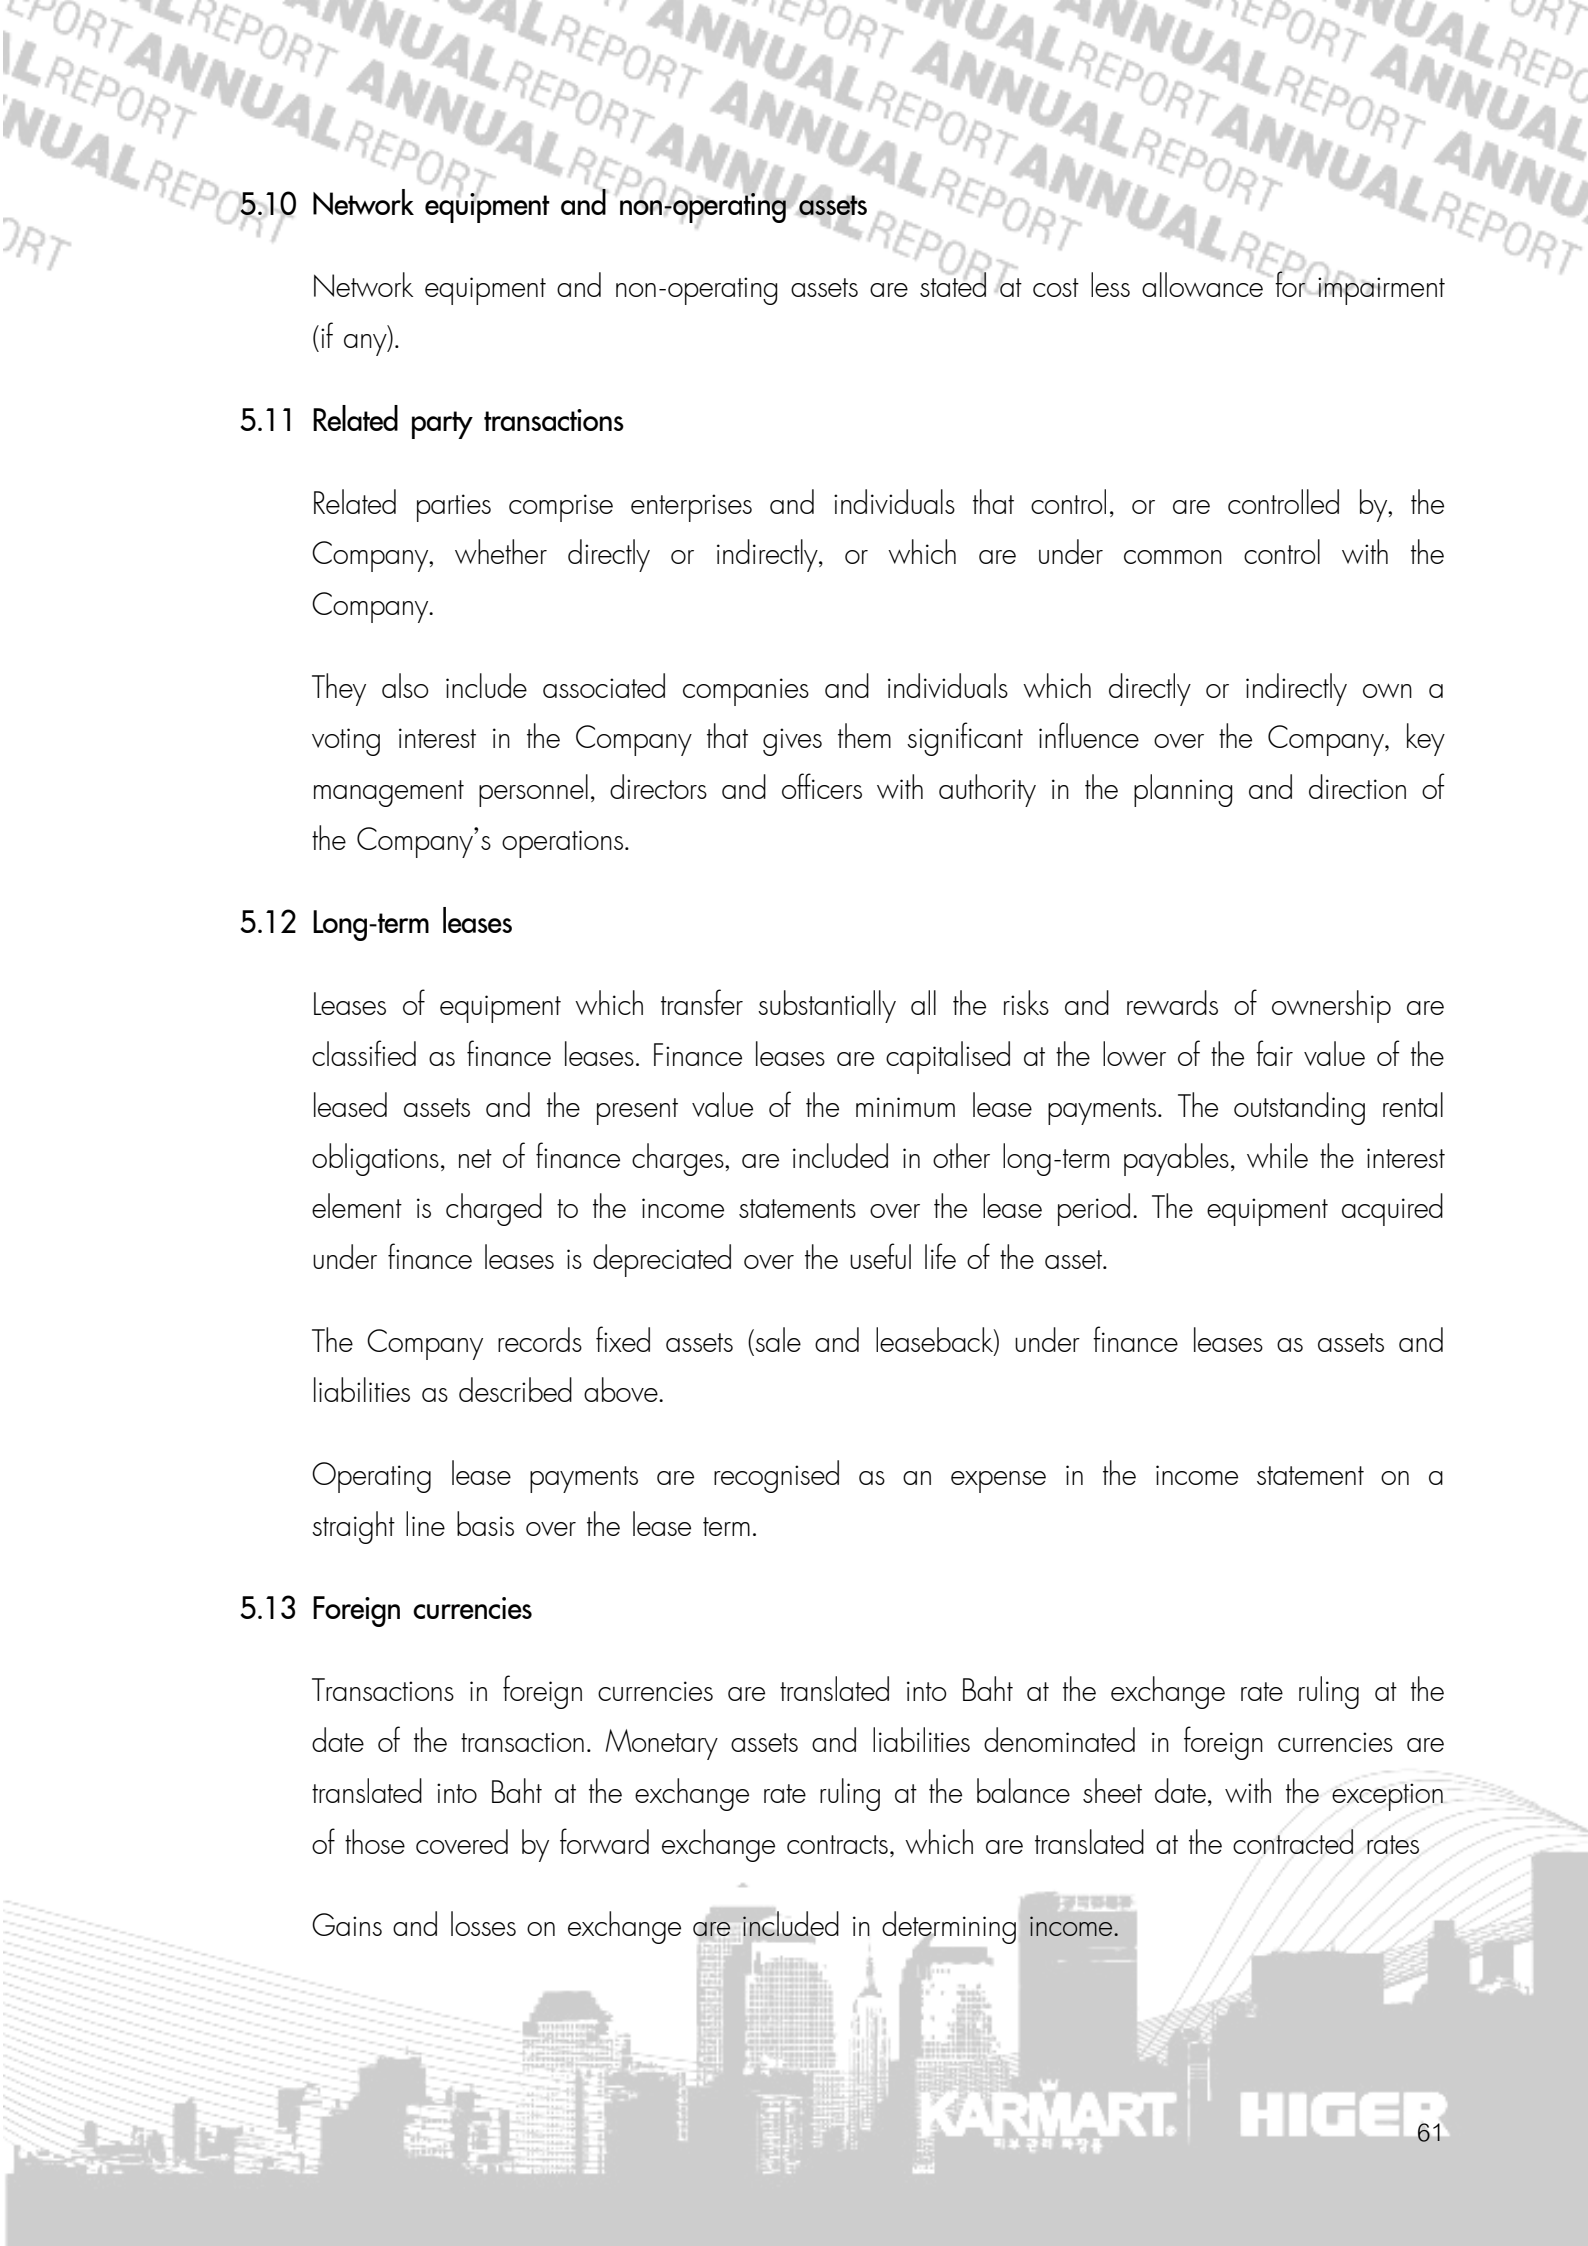 5.10 Network equipment and non-operating assets
Network equipment and non-operating assets are stated at cost less allowance for impairment
(if any).
5.11 Related party transactions
Related parties comprise enterprises and individuals that control, or are controlled by, the
Company, whether directly or indirectly, or which are under common control with the
Company.
They also include associated companies and individuals which directly or indirectly own a
voting interest in the Company that gives them significant influence over the Company, key
management personnel, directors and officers with authority in the planning and direction of
the Company's operations.
5.12 Long-term leases
Leases of equipment which transfer substantially all the risks and rewards of ownership are
classified as finance leases. Finance leases are capitalised at the lower of the fair value of the
leased assets and the present value of the minimum lease payments. The outstanding rental
obligations, net of finance charges, are included in other long-term payables, while the interest
element is charged to the income statements over the lease period. The equipment acquired
under finance leases is depreciated over the useful life of the asset.
The Company records fixed assets (sale and leaseback) under finance leases as assets and
liabilities as described above.
Operating lease payments are recognised as an expense in the income statement on a
straight line basis over the lease term.
5.13 Foreign currencies
Transactions in foreign currencies are translated into Baht at the exchange rate ruling at the
date of the transaction. Monetary assets and liabilities denominated in foreign currencies are
translated into Baht at the exchange rate ruling at the balance sheet date, with the exception
of those covered by forward exchange contracts, which are translated at the contracted rates
Gains and losses on exchange are included in determining income.
KARMART. HIGER
피부관리 화장품
61